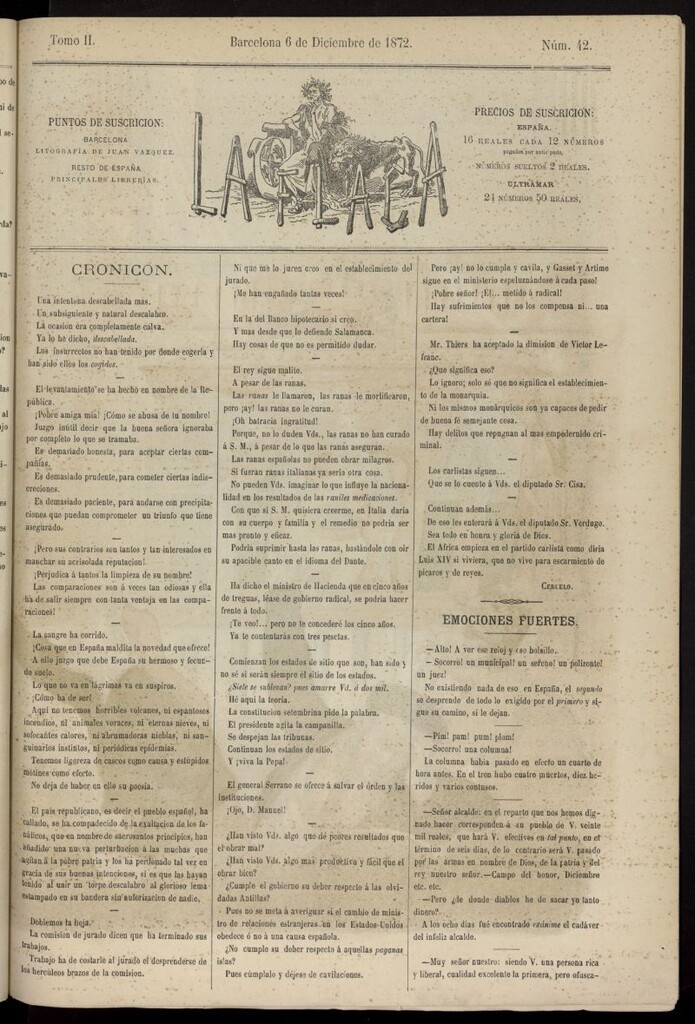 Tomo II.
Barcelona 6 de Diciembre de 1872.
Núm. 42.
PUNTOS DE SUSCRICION:
BARCELONA
LITOGRAFÍA DE JUAN VAZQUEZ.
RESTO DE ESPAÑA
PRINCIPALES LIBRERÍAS.
LA FLACA
PRECIOS DE SUSCRICION:
ESPAÑA.
16 REALES CADA 12 NÚMEROS
pagados por anticipado.
NÚMEROS SUELTOS 2 REALES.
ULTRAMAR
24 NÚMEROS 50 REALES.
CRONICON.
Una intentona descabellada mas.
Un subsiguiente y natural descalabro.
La ocasion era completamente calva.
Ya lo he dicho, descabellada.
Los insurrectos no han tenido por donde cogerla y
han sido ellos los cogidos.
El levantamiento se ha hecho en nombre de la Re-
pública.
¡Pobre amiga mia! ¡Cómo se abusa de tu nombre!
Juzgo inútil decir que la buena señora ignoraba
por completo lo que se tramaba.
Es demasiado honesta, para aceptar ciertas com-
pañías.
Es demasiado prudente, para cometer ciertas indis-
creciones.
Es demasiado paciente, para andarse con precipita-
ciones que puedan comprometer un triunfo que tiene
asegurado.
¡Pero sus contrarios son tantos y tan interesados en
manchar su acrisolada reputacion!
¡Perjudica á tantos la limpieza de su nombre!
Las comparaciones son á veces tan odiosas y ella
ha de salir siempre con tanta ventaja en las compa-
raciones!
La sangre ha corrido.
¡Cosa que en España maldita la novedad que ofrece!
A ello juzgo que debe España su hermoso y fecun-
do suelo.
Lo que no va en lágrimas va en suspiros.
¡Cómo ha de ser!
Aquí no tenemos horribles volcanes, ni espantosos
incendios, ni animales voraces, ni eternas nieves, ni
sofocantes calores, ni abrumadoras nieblas, ni san-
guinarios instintos, ni periódicas epidemias.
Tenemos ligereza de cascos como causa y estúpidos
motines como efecto.
No deja de haber en ello su poesía.
El pais republicano, es decir el pueblo español, ha
callado, se ha compadecido de la exaltacion de los fa-
náticos, que en nombre de sacrosantos principios, han
añadido una nueva perturbacion á las muchas que
agitan á la pobre patria y los ha perdonado tal vez en
gracia de sus buenas intenciones, si es que las hayan
tenido al unir un torpe descalabro al glorioso lema
estampado en su bandera sin autorizacion de nadie.
Doblemos la hoja.
La comision de jurado dicen que ha terminado sus
trabajos.
Trabajo ha de costarle al jurado el desprenderse de
los hercúleos brazos de la comision.
Ni que me lo juren creo en el establecimiento del
jurado.
¡Me han engañado tantas veces!
En la del Banco hipotecario sí creo.
Y mas desde que lo defiende Salamanca.
Hay cosas de que no es permitido dudar.
El rey sigue malito.
A pesar de las ranas.
Las ranas le llamaron, las ranas le mortificaron,
pero ¡ay! las ranas no le curan.
¡Oh batracia ingratitud!
Porque, no lo duden Vds., las ranas no han curado
á S. M., á pesar de lo que las ranas aseguran.
Las ranas españolas no pueden obrar milagros.
Si fueran ranas italianas ya seria otra cosa.
No pueden Vds. imaginar lo que influye la naciona-
lidad en los resultados de las raniles medicaciones.
Con que si S. M. quisiera creerme, en Italia daria
con su cuerpo y familia y el remedio no podria ser
mas pronto y eficaz.
Podria suprimir hasta las ranas, bastándole con oir
su apacible canto en el idioma del Dante.
Ha dicho el ministro de Hacienda que en cinco años
de treguas, léase de gobierno radical, se podria hacer
frente á todo.
¡Te veo!... pero no te concederé los cinco años.
Ya te contentarás con tres pesetas.
Comienzan los estados de sitio que son, han sido y
no sé si serán siempre el sitio de los estados.
¿Siete se sublevan? pues amarre Vd. á dos mil.
Hé aquí la teoría.
La constitucion setembrina pide la palabra.
El presidente agita la campanilla.
Se despejan las tribunas.
Continuan los estados de sitio.
Y ¡viva la Pepa!
El general Serrano se ofrece á salvar el órden y las
instituciones.
¡Ojo, D. Manuel!
¿Han visto Vds. algo que dé peores resultados que
el obrar mal?
¿Han visto Vds. algo mas productivo y fácil que el
obrar bien?
¿Cumple el gobierno su deber respecto á las olvi-
dadas Antillas?
Pues no se meta á averiguar si el cambio de minis-
tro de relaciones estranjeras en los Estados-Unidos
obedece ó no á una causa española.
¿No cumple su deber respecto á aquellas paganas
islas?
Pues cúmplalo y déjese de cavilaciones.
Pero ¡ay! no lo cumple y cavila, y Gasset y Artime
sigue en el ministerio espeluznándose á cada paso!
¡Pobre señor! ¡El... metido á radical!
Hay sufrimientos que no los compensa ni... una
cartera!
Mr. Thiers ha aceptado la dimision de Victor Le-
franc.
¿Que significa eso?
Lo ignoro; solo sé que no significa el establecimien-
to de la monarquía.
Ni los mismos monárquicos son ya capaces de pedir
de buena fé semejante cosa.
Hay delitos que repugnan al mas empedernido cri-
minal.
Los carlistas siguen...
Que se lo cuente á Vds. el diputado Sr. Cisa.
Continuan además...
De eso les enterará á Vds. el diputado Sr. Verdugo.
Sea todo en honra y gloria de Dios.
El Africa empieza en el partido carlista como diria
Luis XIV si viviera, que no vive para escarmiento de
pícaros y de reyes.
EMOCIONES FUERTES.
—Alto! A ver ese reloj y eso bolsillo.
—Socorro! un municipal! un sereno! un polizonte!
un juez!
No existiendo nada de eso en España, el segundo
se desprende de todo lo exigido por el primero y si-
gue su camino, si le dejan.
—Pim! pam! pum! plom!
—Socorro! una columna!
La columna habia pasado en efecto un cuarto de
hora antes. En el tren hubo cuatro muertos, diez he-
ridos y varios contusos.
—Señor alcalde: en el reparto que nos hemos dig-
nado hacer corresponden á su pueblo de V. veinte
mil reales, que hará V. efectivos en tal punto, en el
término de seis dias, de lo contrario será V. pasado
por las armas en nombre de Dios, de la patria y del
rey nuestro señor.—Campo del honor, Diciembre
etc. etc.
—Pero ¿de donde diablos he de sacar yo tanto
dinero?
A los ocho dias fué encontrado exánime el cadáver
del infeliz alcalde.
—Muy señor nuestro: siendo V. una persona rica
y liberal, cualidad excelente la primera, pero ofusca-